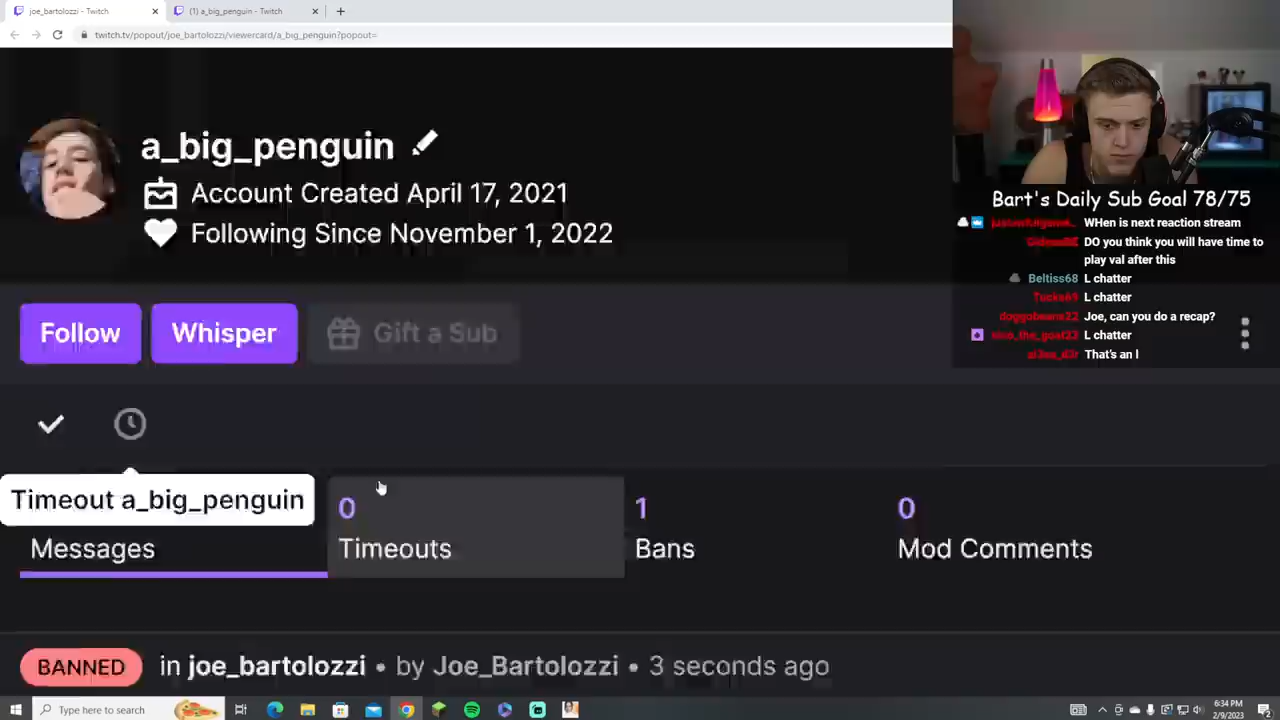 joe_bartolozzi - Twitch
(1) a_big_penguin - Twitch
twitch.tv/popout/joe_bartolozzi/viewercard/a_big_penguin?popout=
a_big_penguin
Account Created April 17, 2021
Following Since November 1, 2022
Follow
Whisper
Gift a Sub
Timeout a_big_penguin
Messages
0
Timeouts
1
Bans
0
Mod Comments
BANNED in joe_bartolozzi • by Joe_Bartolozzi • 3 seconds ago
Bart's Daily Sub Goal 78/75
WHen is next reaction stream
DO you think you will have time to
play val after this
Beltiss68 L chatter
L chatter
doggobeans22 Joe, can you do a recap?
L chatter
That's an l
Type here to search
6:34 PM
2/9/2023